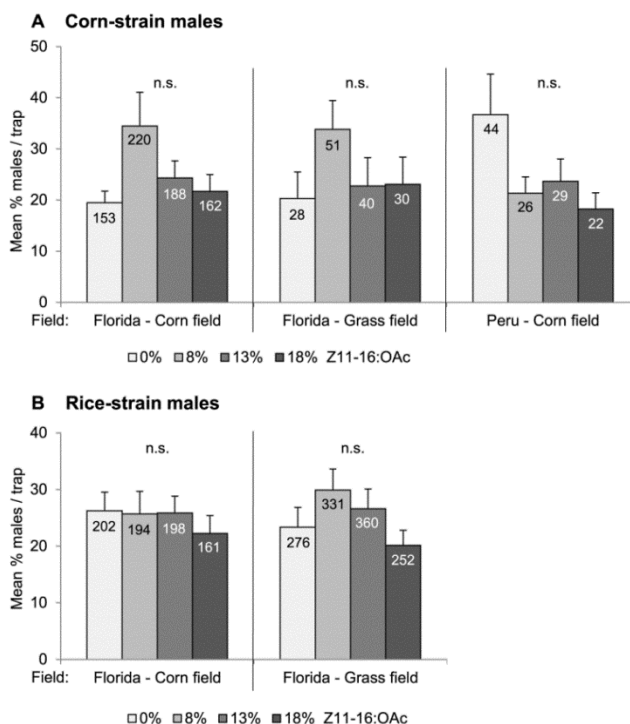 A Corn-strain males
Mean % males / trap
50
40
30
20
10
0
n.s.
n.s.
n.s.
153
220
188
162
28
51
40
30
44
26
29
22
Field: Florida - Corn field Florida - Grass field Peru - Corn field
0% 8% 13% 18% Z11-16:OAc
B Rice-strain males
Mean % males / trap
40
30
20
10
0
n.s.
n.s.
202
194
198
161
276
331
360
252
Field: Florida - Corn field Florida - Grass field
0% 8% 13% 18% Z11-16:OAc